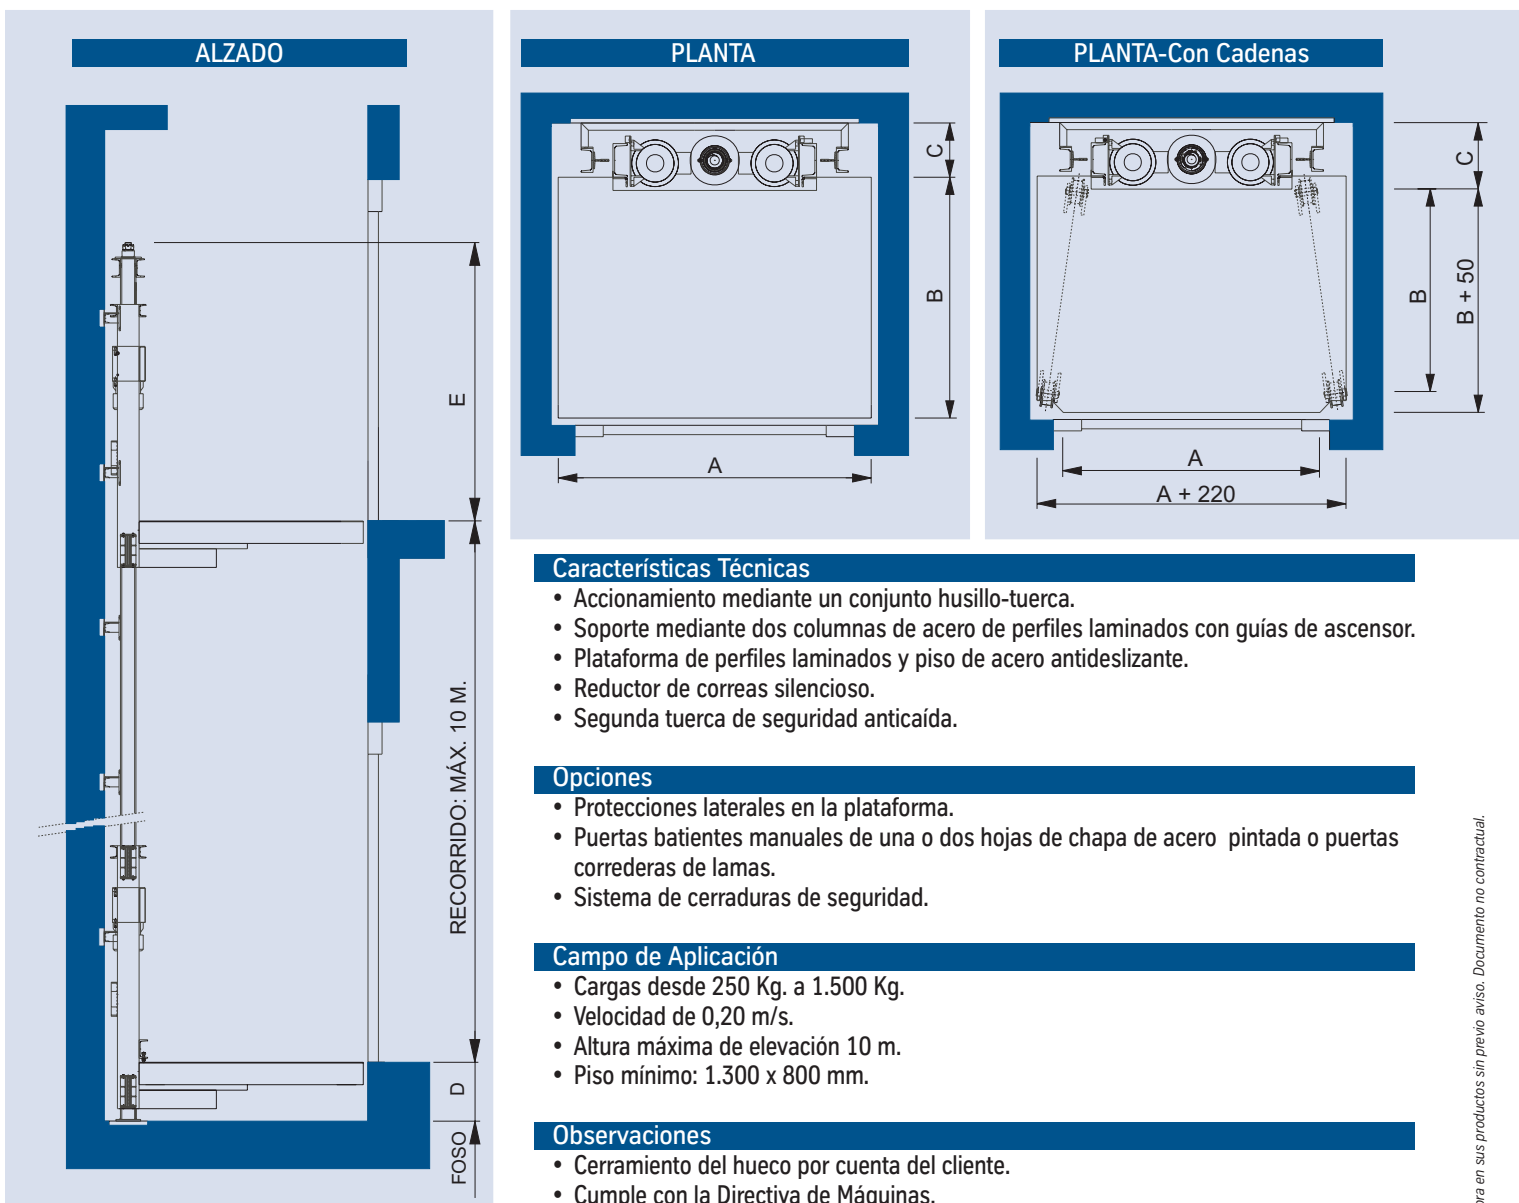 ALZADO
E
RECORRIDO: MÁX. 10 M.
D
FOSO
PLANTA
C
B
A
PLANTA-Con Cadenas
C
B
B + 50
A
A + 220
Características Técnicas
• Accionamiento mediante un conjunto husillo-tuerca.
• Soporte mediante dos columnas de acero de perfiles laminados con guías de ascensor.
• Plataforma de perfiles laminados y piso de acero antideslizante.
• Reductor de correas silencioso.
• Segunda tuerca de seguridad anticaída.
Opciones
• Protecciones laterales en la plataforma.
• Puertas batientes manuales de una o dos hojas de chapa de acero pintada o puertas
correderas de lamas.
• Sistema de cerraduras de seguridad.
Campo de Aplicación
• Cargas desde 250 Kg. a 1.500 Kg.
• Velocidad de 0,20 m/s.
• Altura máxima de elevación 10 m.
• Piso mínimo: 1.300 x 800 mm.
Observaciones
• Cerramiento del hueco por cuenta del cliente.
• Cumple con la Directiva de Máquinas.
en sus productos sin previo aviso. Documento no contractual.